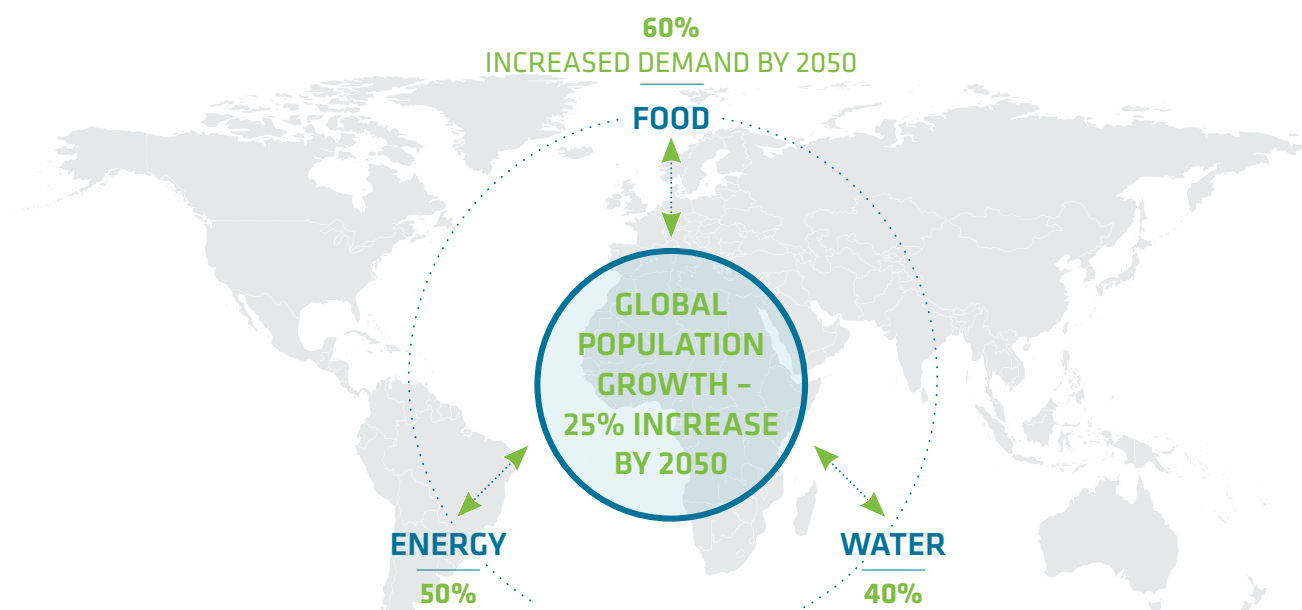 60%
INCREASED DEMAND BY 2050
FOOD
GLOBAL
POPULATION
GROWTH –
25% INCREASE
BY 2050
ENERGY
50%
WATER
40%